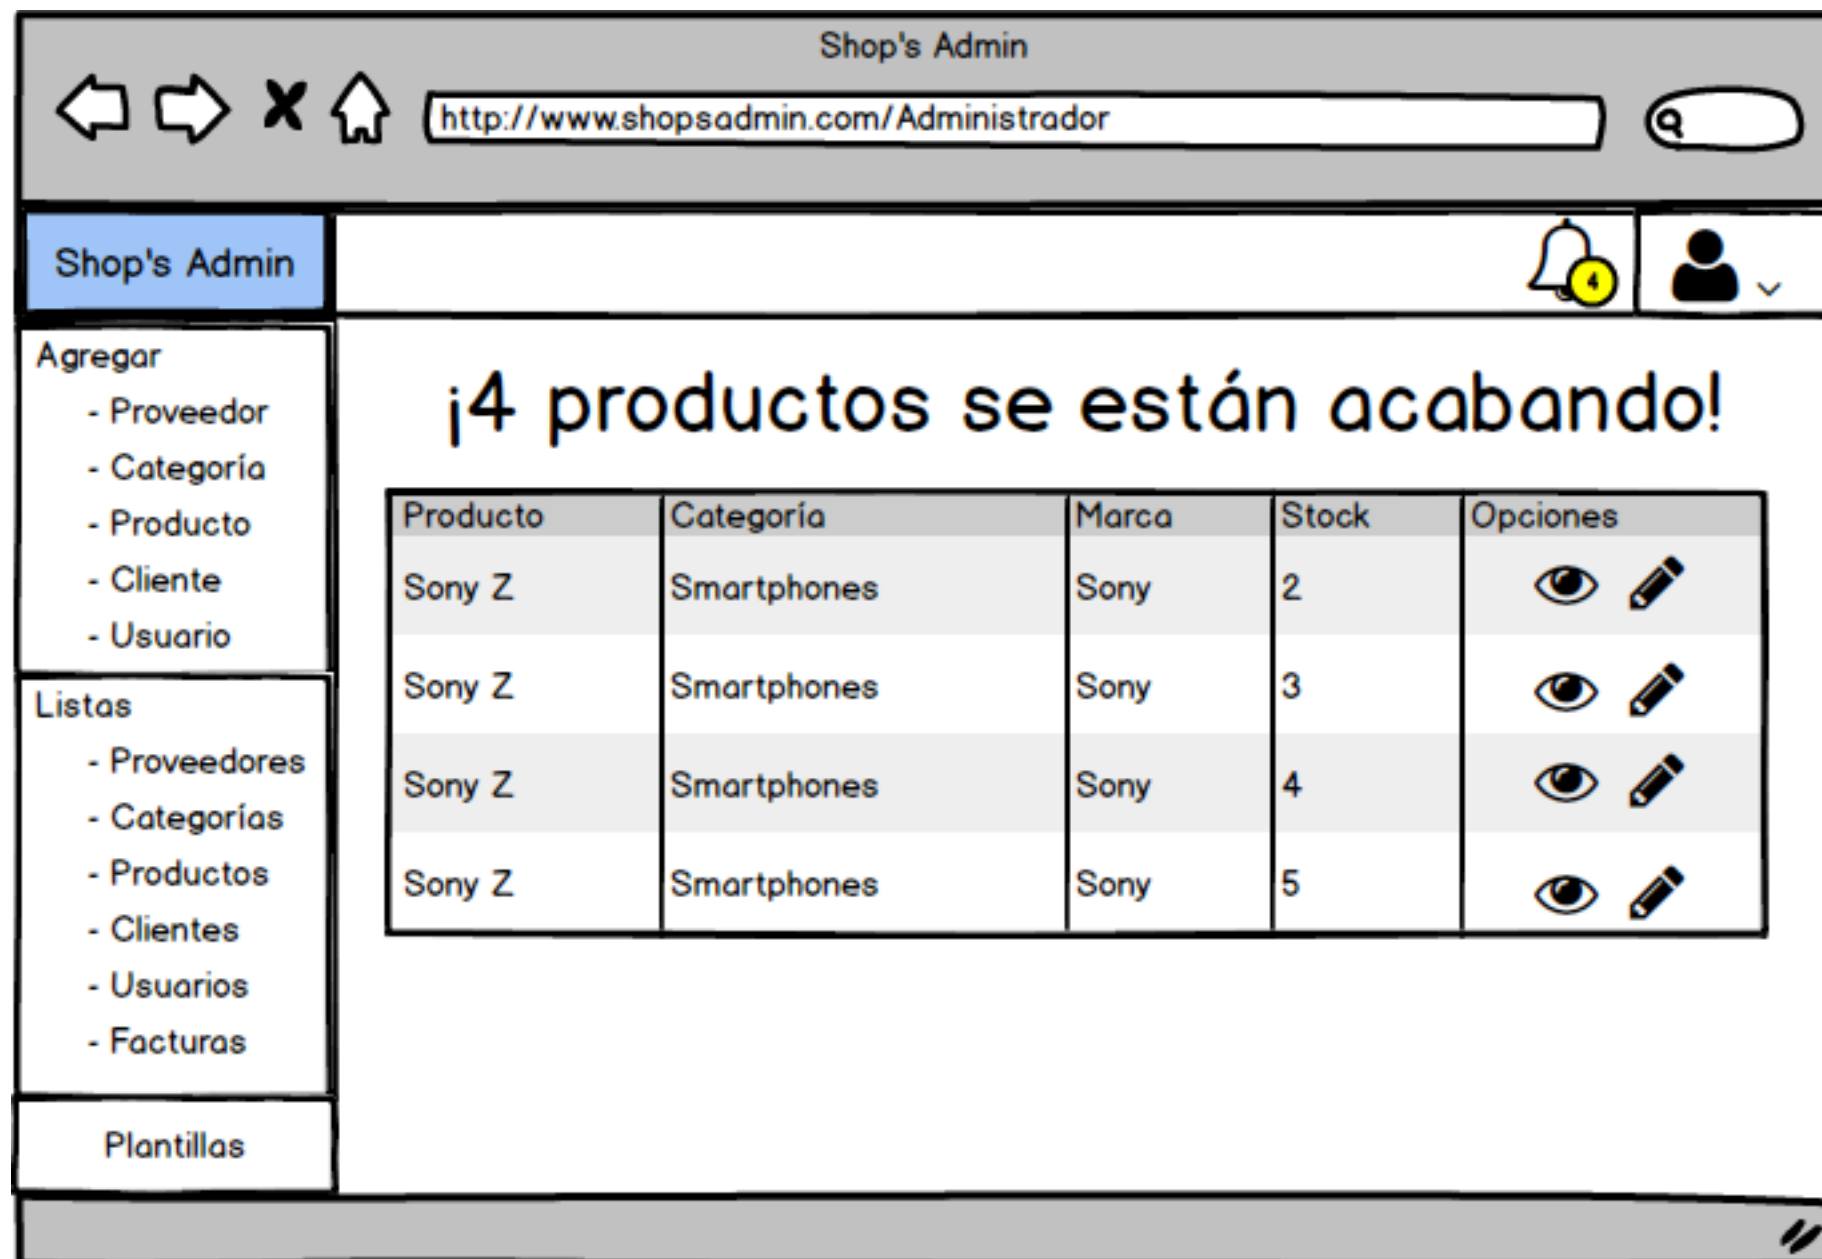 Shop's Admin
http://www.shopsadmin.com/Administrador
Shop's Admin
4
Agregar
- Proveedor
- Categoría
- Producto
- Cliente
- Usuario
Listas
- Proveedores
- Categorías
- Productos
- Clientes
- Usuarios
- Facturas
Plantillas
¡4 productos se están acabando!
Producto Categoría Marca Stock Opciones
Sony Z Smartphones Sony 2
Sony Z Smartphones Sony 3
Sony Z Smartphones Sony 4
Sony Z Smartphones Sony 5